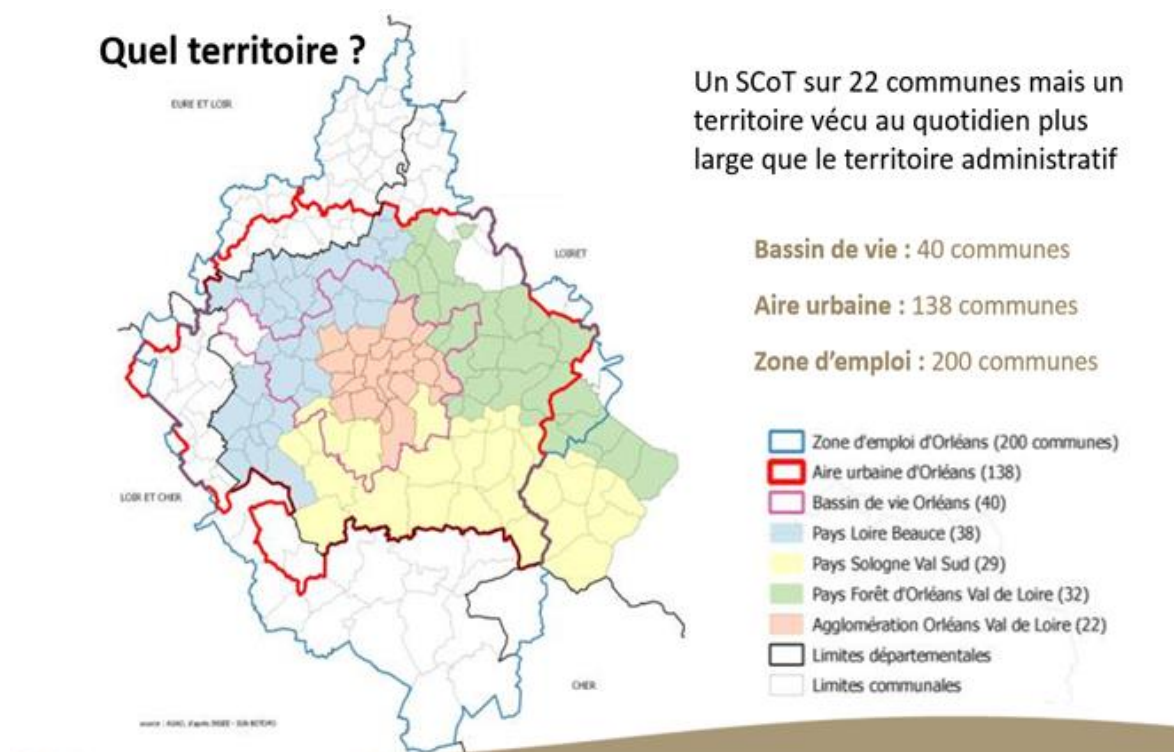 Quel territoire ?
Un SCoT sur 22 communes mais un
territoire vécu au quotidien plus
large que le territoire administratif
EURE ET LOIR
LOIRET
LOIR ET CHER
CHER
Bassin de vie : 40 communes
Aire urbaine : 138 communes
Zone d'emploi : 200 communes
Zone d'emploi d'Orléans (200 communes)
Aire urbaine d'Orléans (138)
Bassin de vie Orléans (40)
Pays Loire Beauce (38)
Pays Sologne Val Sud (29)
Pays Forêt d'Orléans Val de Loire (32)
Agglomération Orléans Val de Loire (22)
Limites départementales
Limites communales
source : d'après INSEE -